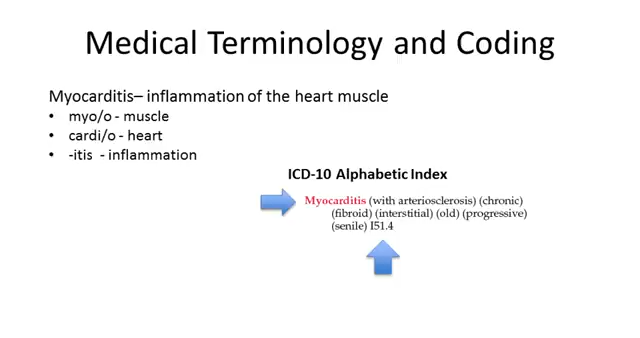 Medical Terminology and Coding
Myocarditis– inflammation of the heart muscle
• myo/o - muscle
• cardi/o - heart
• -itis - inflammation
ICD-10 Alphabetic Index
Myocarditis (with arteriosclerosis) (chronic)
(fibroid) (interstitial) (old) (progressive)
(senile) I51.4